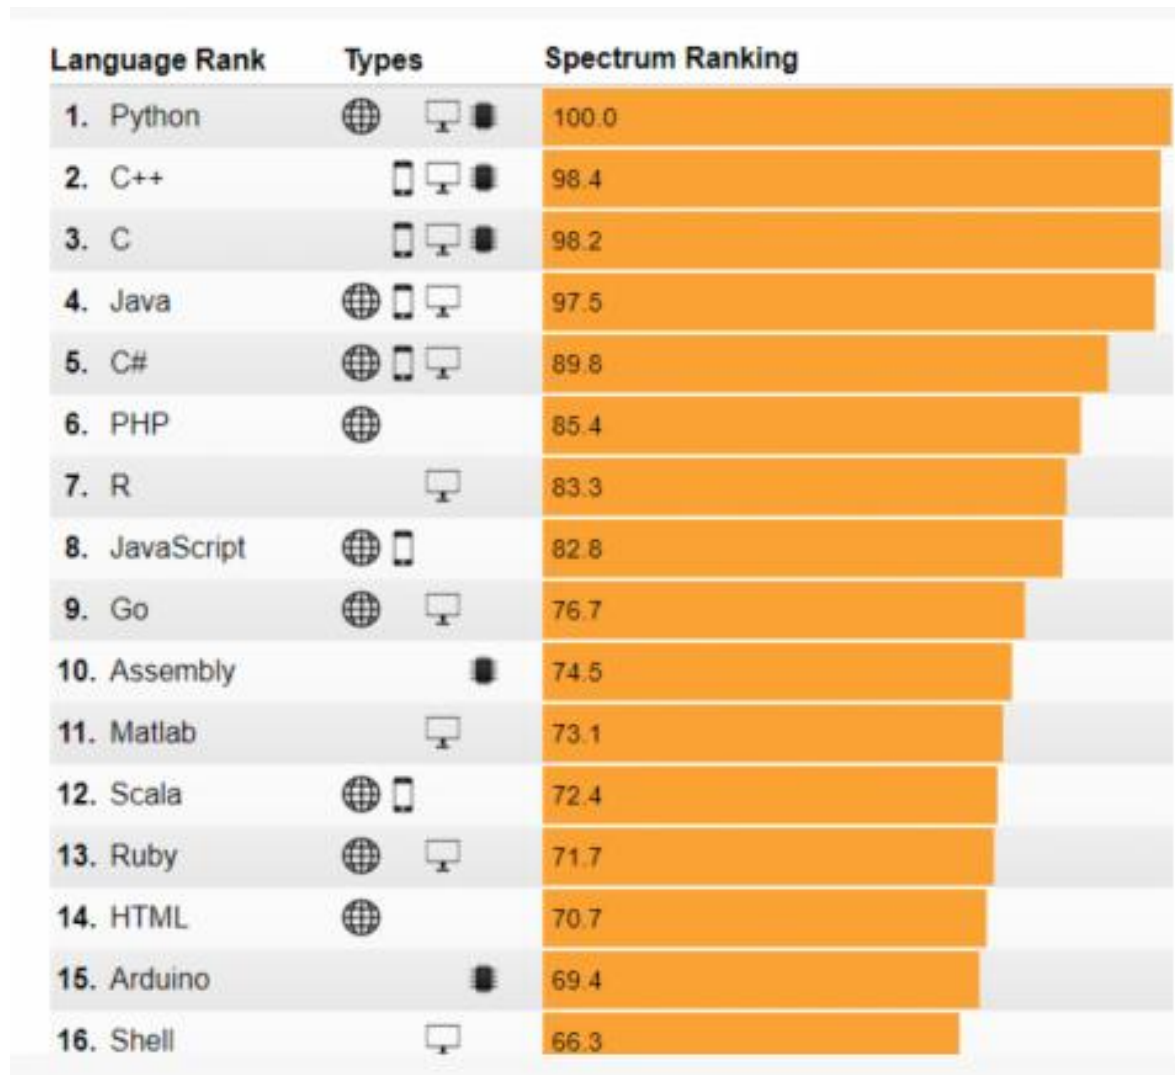 Language Rank Types Spectrum Ranking
1. Python 100.0
2. C++ 98.4
3. C 98.2
4. Java 97.5
5. C# 89.8
6. PHP 85.4
7. R 83.3
8. JavaScript 82.8
9. Go 76.7
10. Assembly 74.5
11. Matlab 73.1
12. Scala 72.4
13. Ruby 71.7
14. HTML 70.7
15. Arduino 69.4
16. Shell 66.3